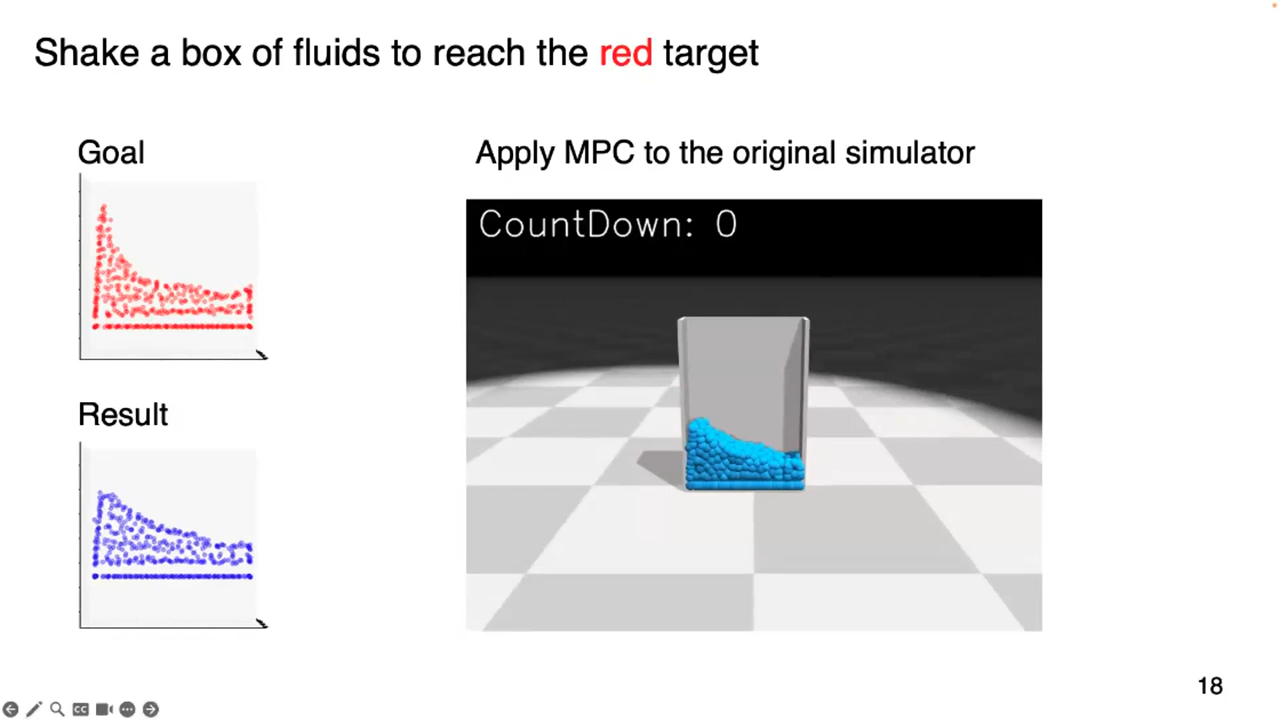 Shake a box of fluids to reach the red target
Goal
Apply MPC to the original simulator
CountDown: 0
Result
18
CC